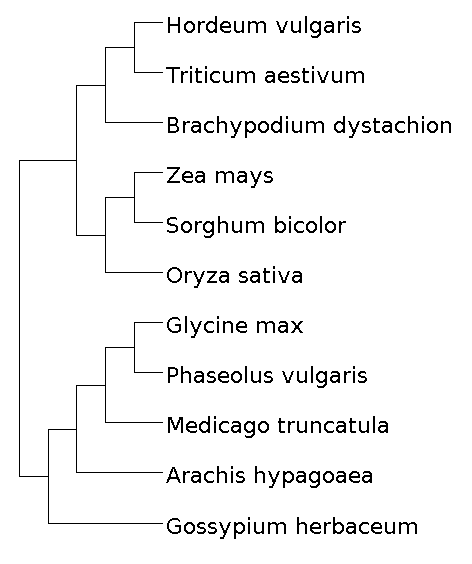 Hordeum vulgaris
Triticum aestivum
Brachypodium dystachion
Zea mays
Sorghum bicolor
Oryza sativa
Glycine max
Phaseolus vulgaris
Medicago truncatula
Arachis hypagoaea
Gossypium herbaceum